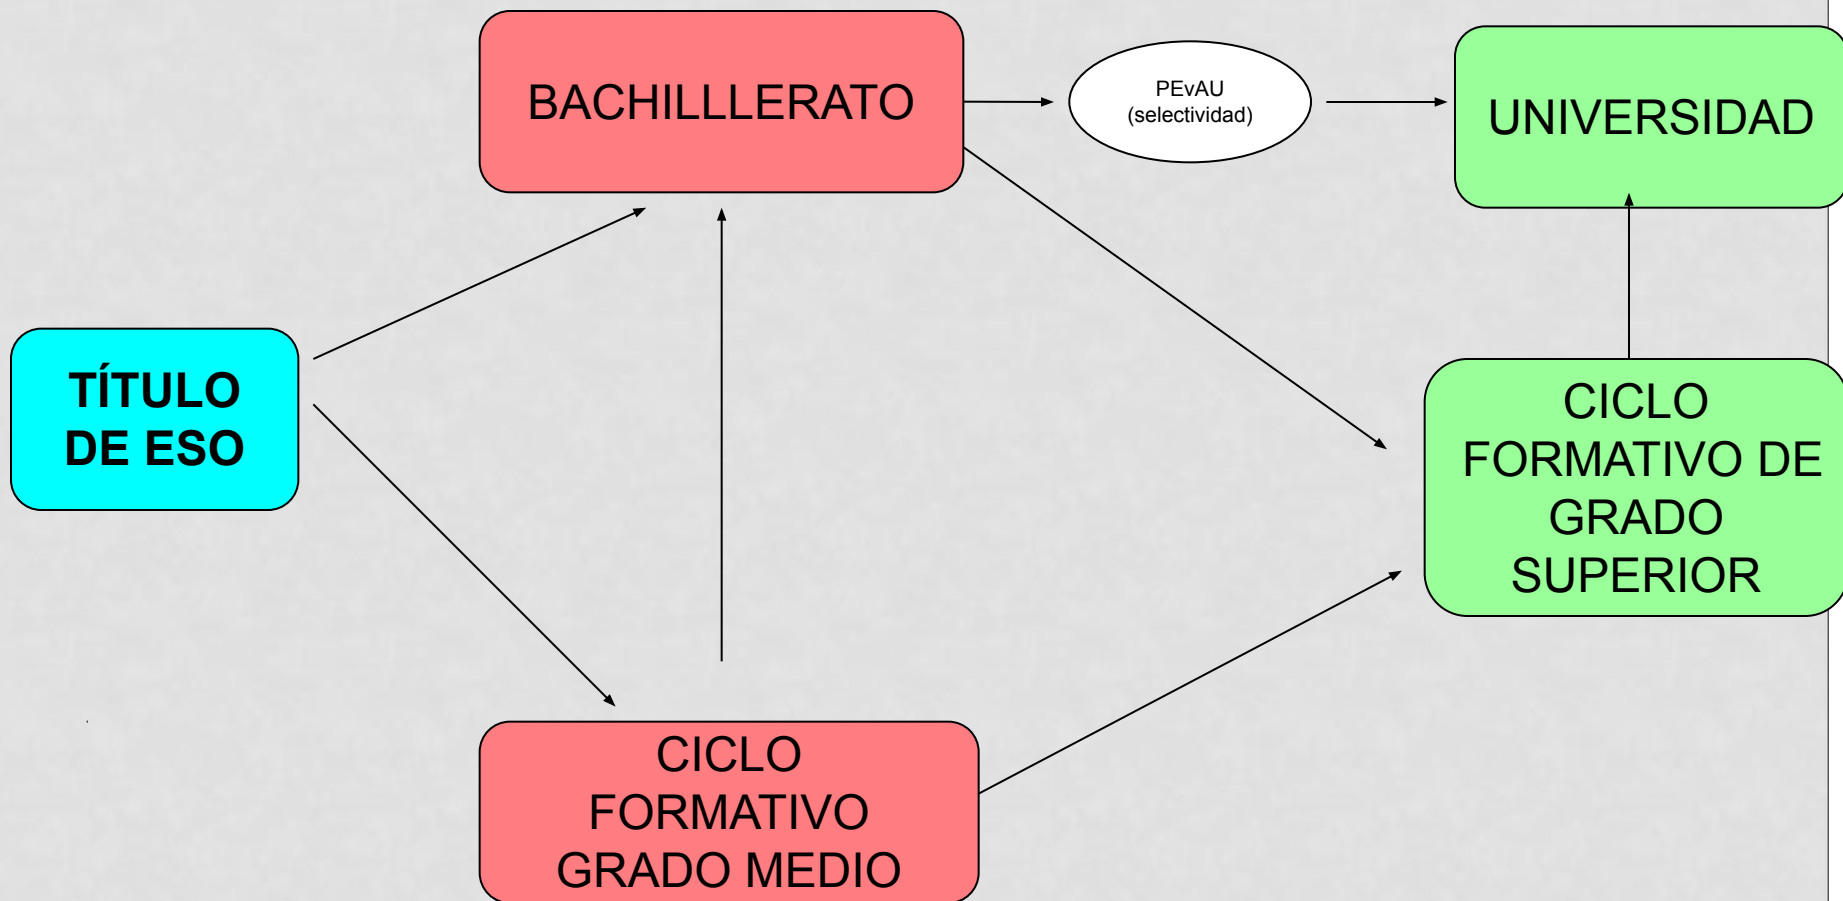 BACHILLLERATO
PEvAU
(selectividad)
UNIVERSIDAD
TÍTULO
DE ESO
CICLO
FORMATIVO DE
GRADO
SUPERIOR
CICLO
FORMATIVO
GRADO MEDIO